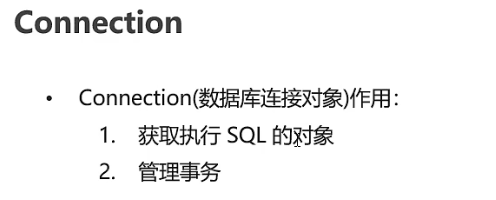 Connection
• Connection(数据库连接对象)作用：
1. 获取执行 SQL 的对象
2. 管理事务